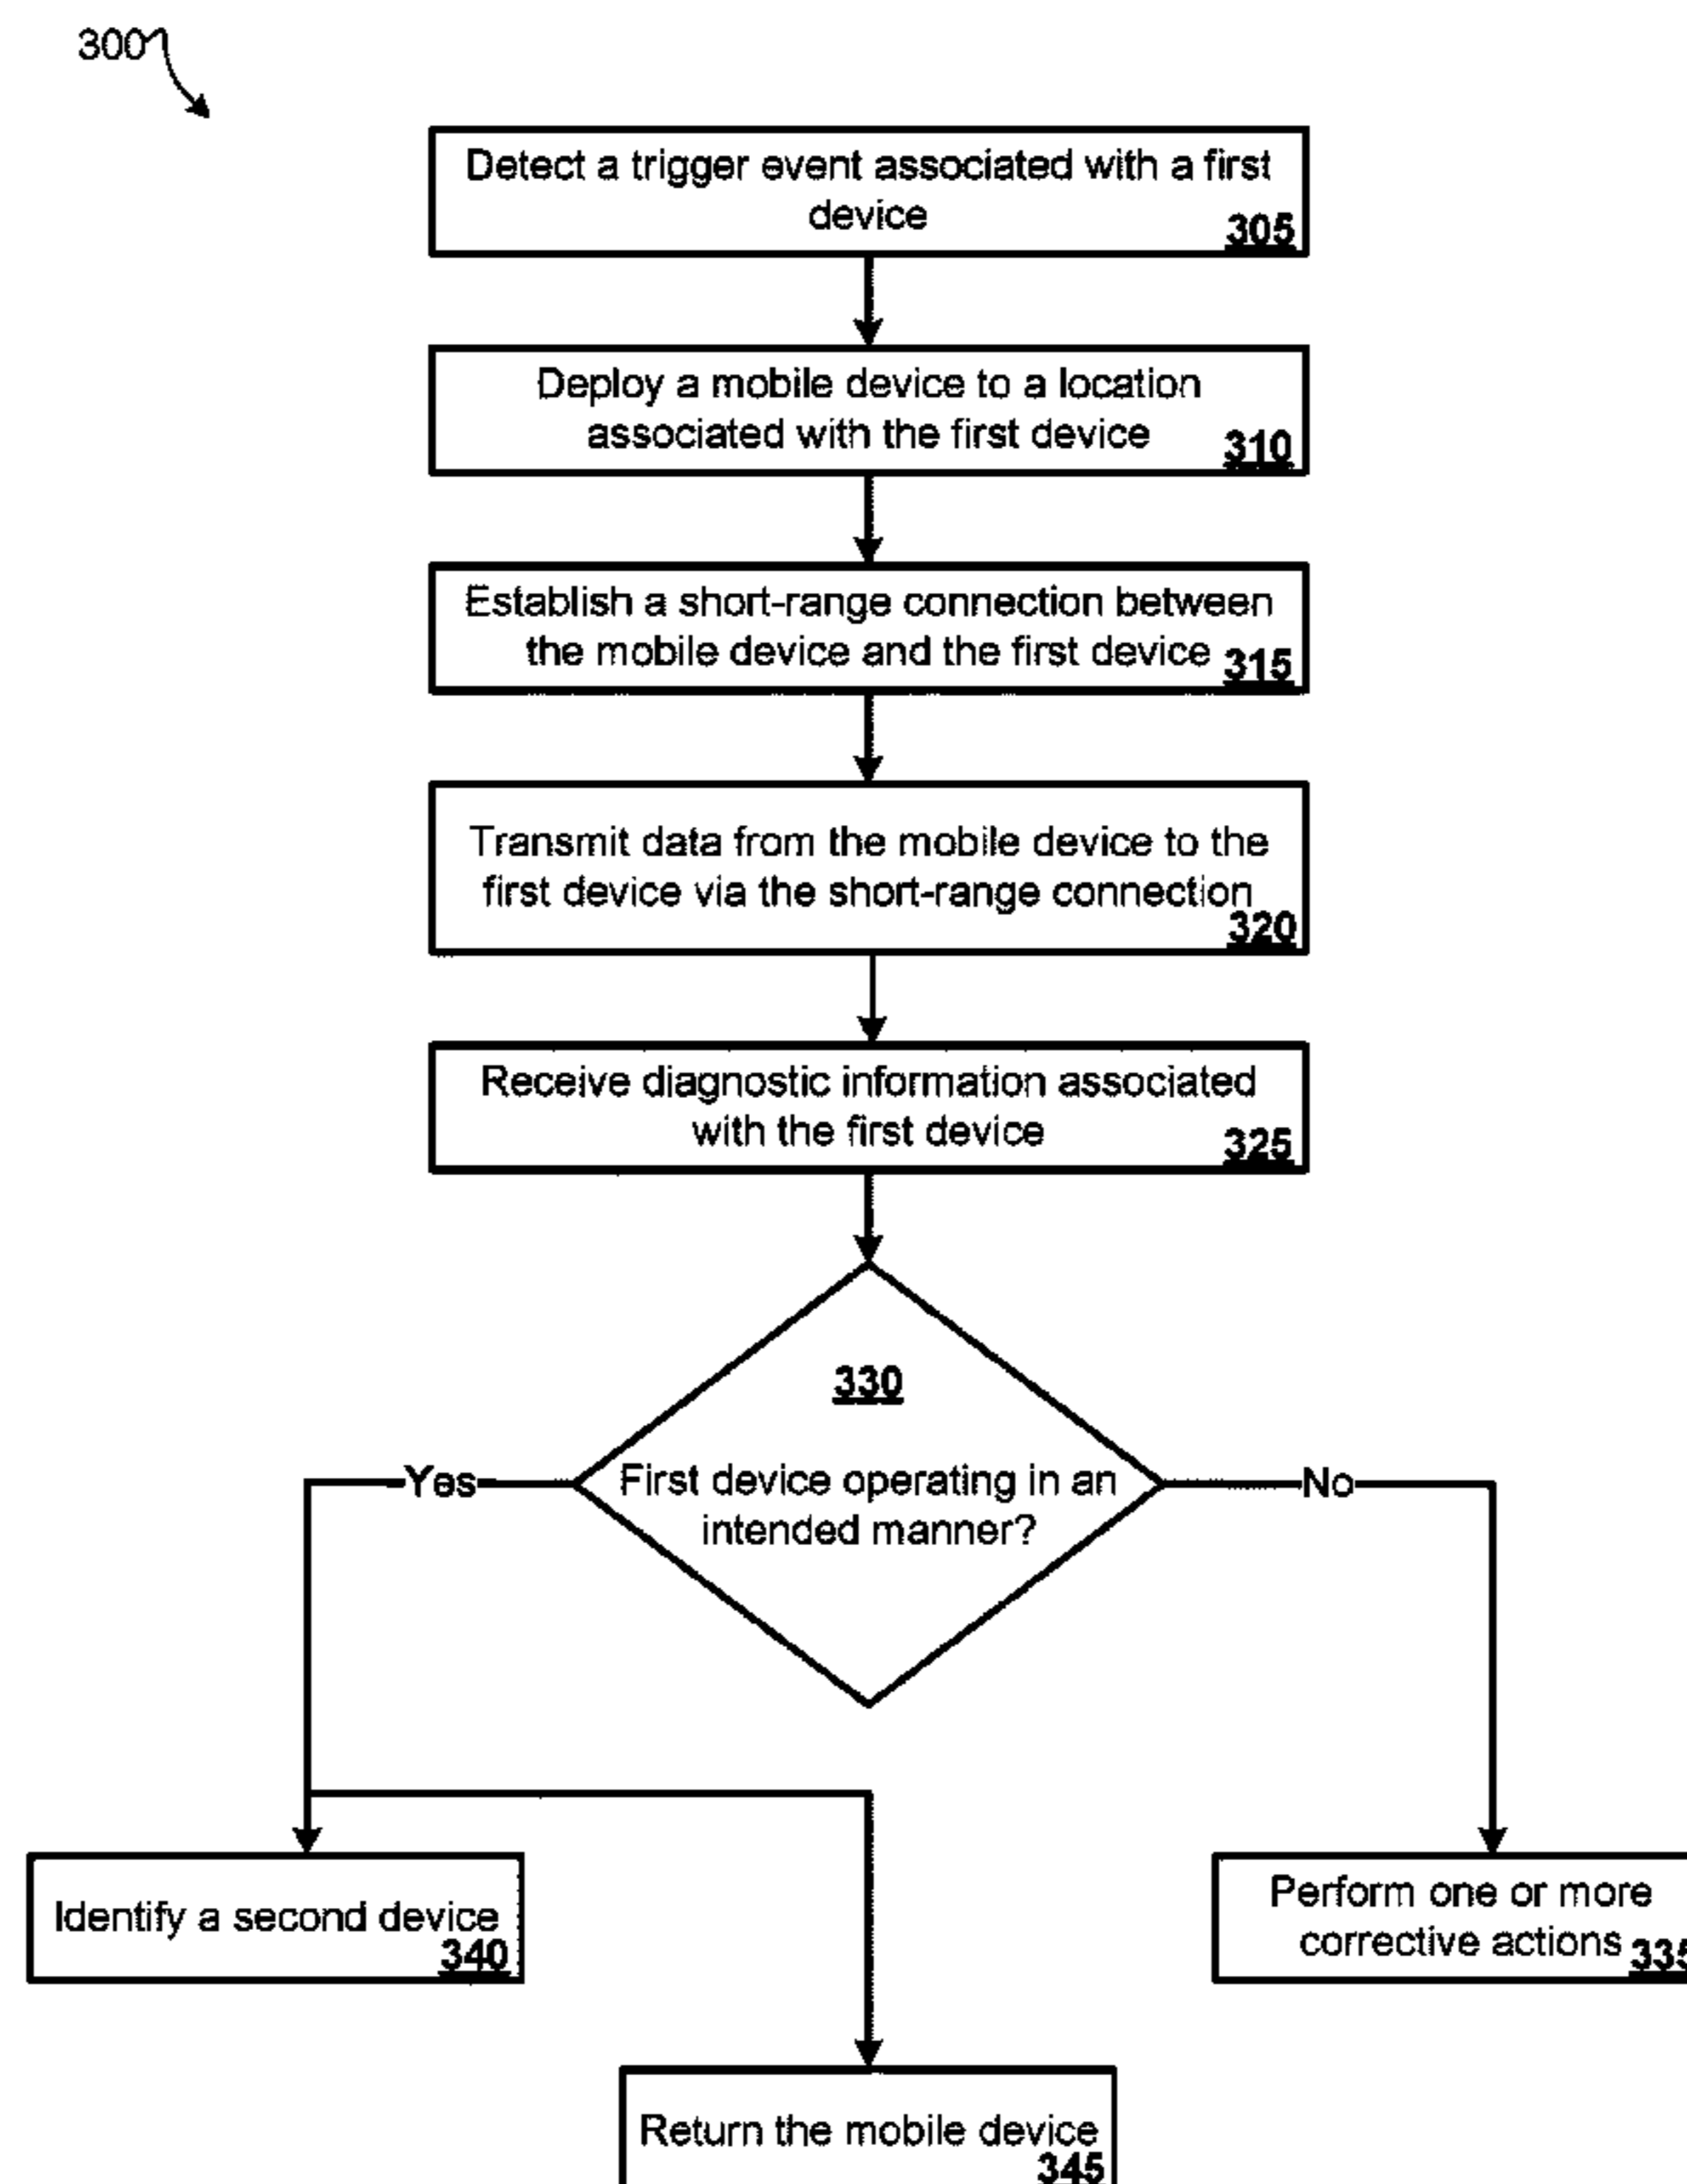 300
Detect a trigger event associated with a first
device
305
Deploy a mobile device to a location
associated with the first device
310
Establish a short-range connection between
the mobile device and the first device
315
Transmit data from the mobile device to the
first device via the short-range connection
320
Receive diagnostic information associated
with the first device
325
330
First device operating in an
intended manner?
Yes
No
Identify a second device
340
Perform one or more
corrective actions
335
Return the mobile device
345